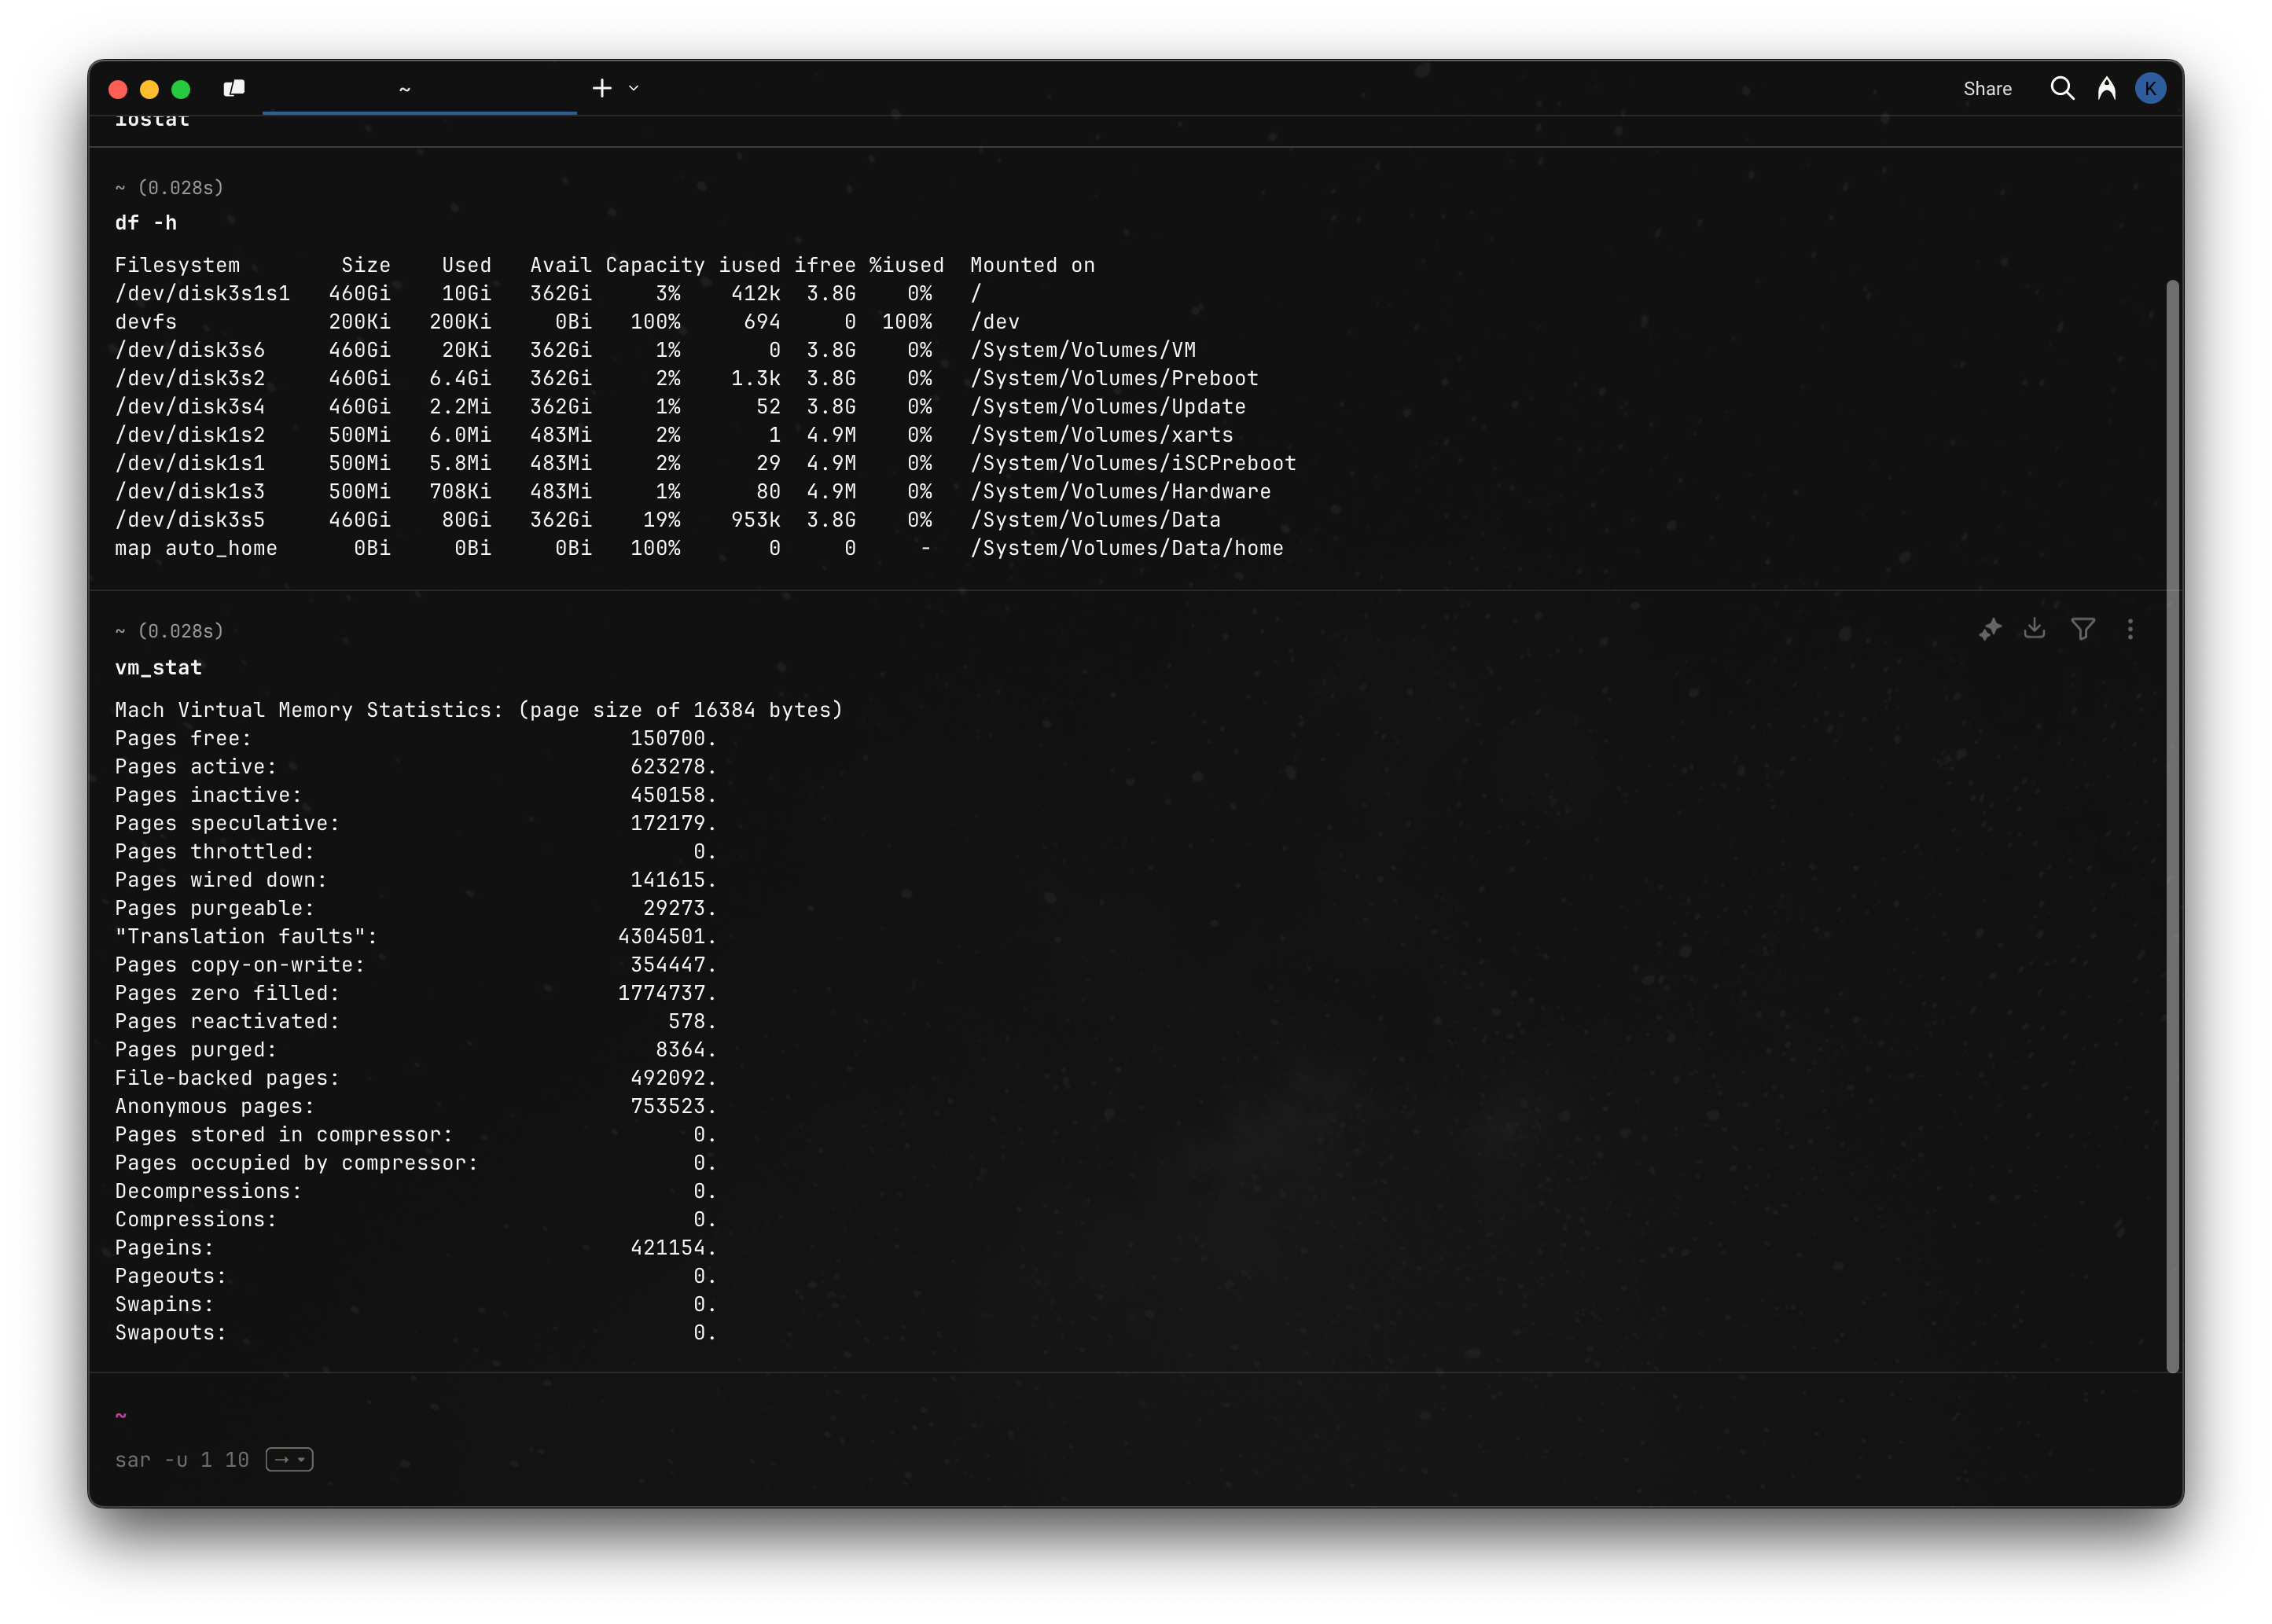 ~ Share K
iostat
~ (0.028s)
df -h
Filesystem        Size    Used   Avail Capacity iused ifree %iused  Mounted on
/dev/disk3s1s1   460Gi    10Gi   362Gi     3%    412k  3.8G    0%   /
devfs            200Ki   200Ki     0Bi   100%     694     0  100%   /dev
/dev/disk3s6     460Gi    20Ki   362Gi     1%       0  3.8G    0%   /System/Volumes/VM
/dev/disk3s2     460Gi   6.4Gi   362Gi     2%    1.3k  3.8G    0%   /System/Volumes/Preboot
/dev/disk3s4     460Gi   2.2Mi   362Gi     1%      52  3.8G    0%   /System/Volumes/Update
/dev/disk1s2     500Mi   6.0Mi   483Mi     2%       1  4.9M    0%   /System/Volumes/xarts
/dev/disk1s1     500Mi   5.8Mi   483Mi     2%      29  4.9M    0%   /System/Volumes/iSCPreboot
/dev/disk1s3     500Mi   708Ki   483Mi     1%      80  4.9M    0%   /System/Volumes/Hardware
/dev/disk3s5     460Gi    80Gi   362Gi    19%    953k  3.8G    0%   /System/Volumes/Data
map auto_home      0Bi     0Bi     0Bi   100%       0     0     -   /System/Volumes/Data/home
~ (0.028s)
vm_stat
Mach Virtual Memory Statistics: (page size of 16384 bytes)
Pages free:                              150700.
Pages active:                            623278.
Pages inactive:                          450158.
Pages speculative:                       172179.
Pages throttled:                              0.
Pages wired down:                        141615.
Pages purgeable:                          29273.
"Translation faults":                   4304501.
Pages copy-on-write:                     354447.
Pages zero filled:                      1774737.
Pages reactivated:                          578.
Pages purged:                              8364.
File-backed pages:                       492092.
Anonymous pages:                         753523.
Pages stored in compressor:                   0.
Pages occupied by compressor:                 0.
Decompressions:                               0.
Compressions:                                 0.
Pageins:                                 421154.
Pageouts:                                     0.
Swapins:                                      0.
Swapouts:                                     0.
~
sar -u 1 10